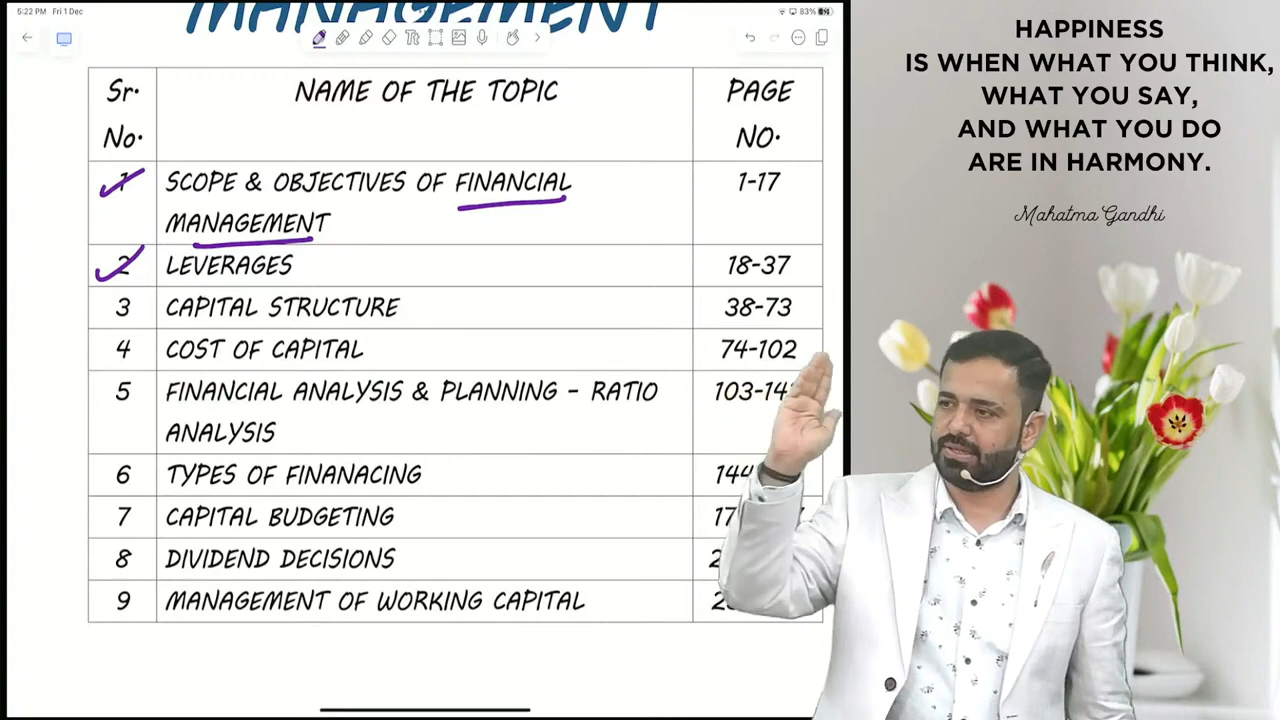 5:22 PM Fri 1 Dec
83%
MANAGEMENT
Sr. NAME OF THE TOPIC PAGE
No. NO.
1 SCOPE & OBJECTIVES OF FINANCIAL 1-17
MANAGEMENT
2 LEVERAGES 18-37
3 CAPITAL STRUCTURE 38-73
4 COST OF CAPITAL 74-102
5 FINANCIAL ANALYSIS & PLANNING - RATIO
ANALYSIS
6 TYPES OF FINANACING
7 CAPITAL BUDGETING
8 DIVIDEND DECISIONS
9 MANAGEMENT OF WORKING CAPITAL
HAPPINESS
IS WHEN WHAT YOU THINK,
WHAT YOU SAY,
AND WHAT YOU DO
ARE IN HARMONY.
Mahatma Gandhi